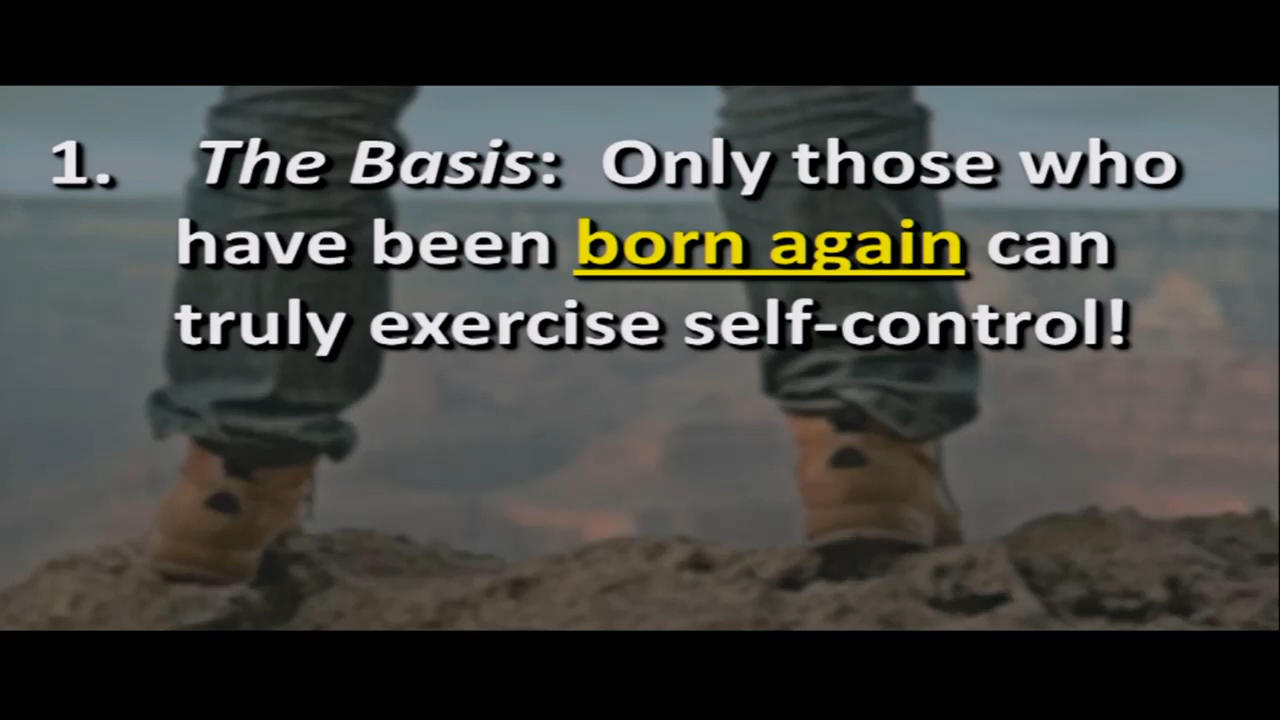 1. The Basis: Only those who
have been born again can
truly exercise self-control!